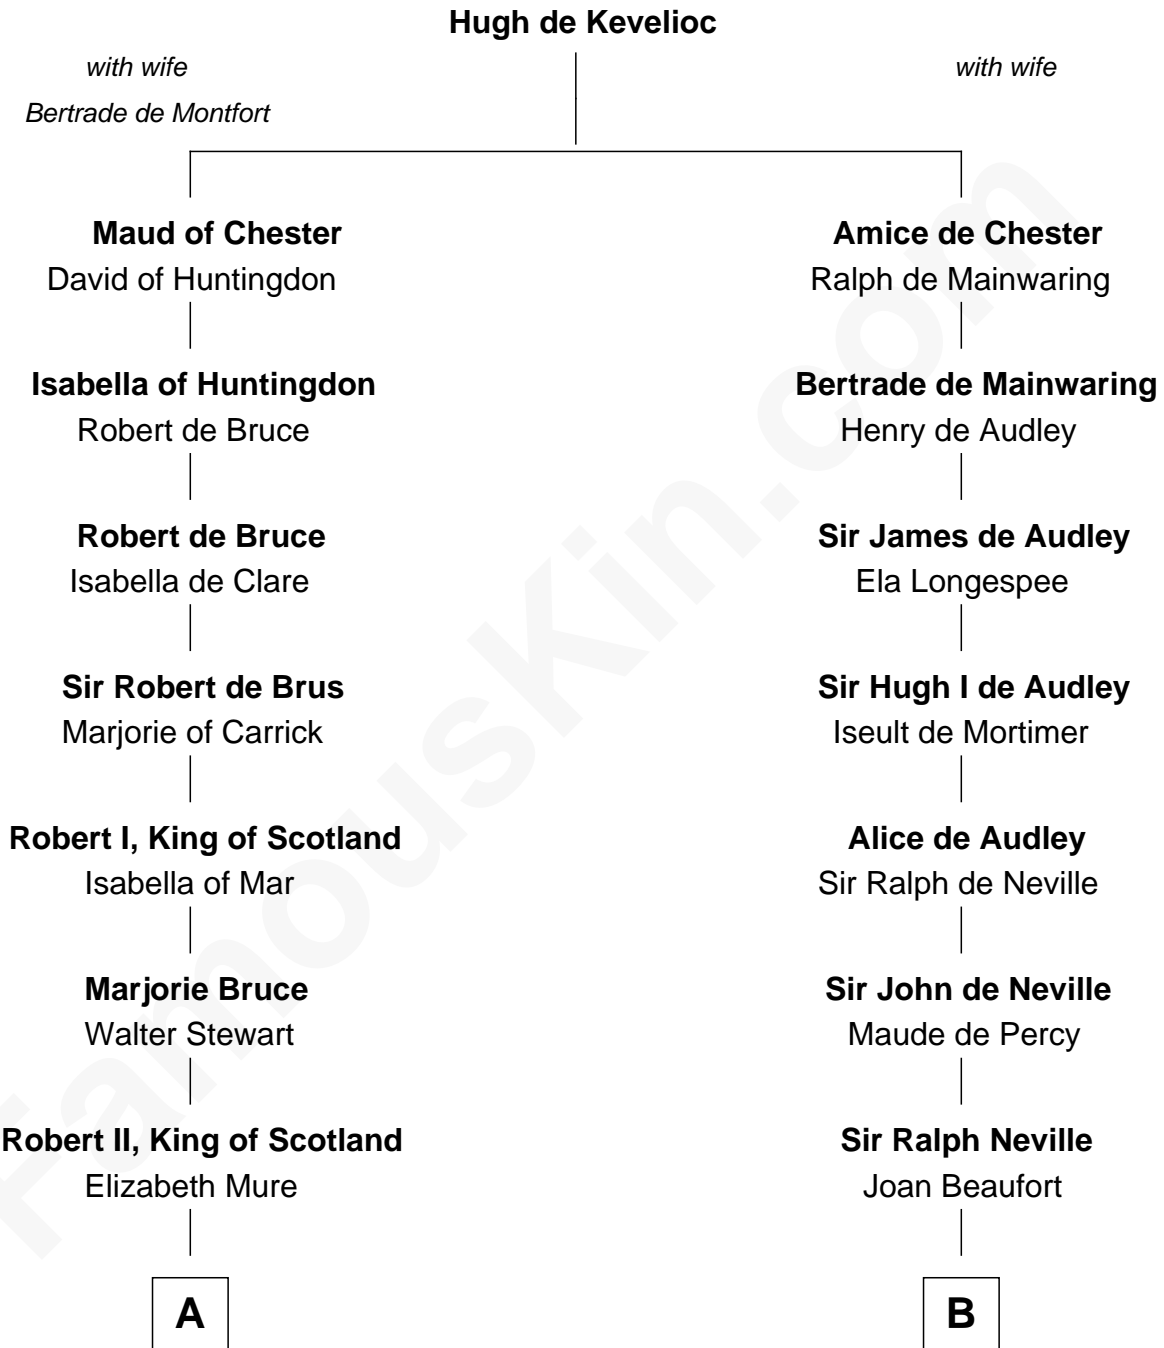 Hugh de Kevelioc
with wife
Bertrade de Montfort
with wife
Maud of Chester
David of Huntingdon
Amice de Chester
Ralph de Mainwaring
Isabella of Huntingdon
Robert de Bruce
Bertrade de Mainwaring
Henry de Audley
Robert de Bruce
Isabella de Clare
Sir James de Audley
Ela Longespee
Sir Robert de Brus
Marjorie of Carrick
Sir Hugh I de Audley
Iseult de Mortimer
Robert I, King of Scotland
Isabella of Mar
Alice de Audley
Sir Ralph de Neville
Marjorie Bruce
Walter Stewart
Sir John de Neville
Maude de Percy
Robert II, King of Scotland
Elizabeth Mure
Sir Ralph Neville
Joan Beaufort
A
B
FamousKin.com